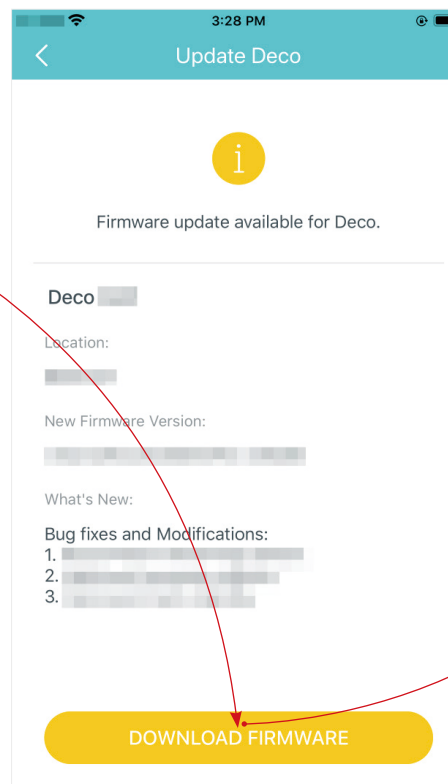 3:28 PM
Update Deco
i
Firmware update available for Deco.
Deco
Location:
New Firmware Version:
What's New:
Bug fixes and Modifications:
1.
2.
3.
DOWNLOAD FIRMWARE